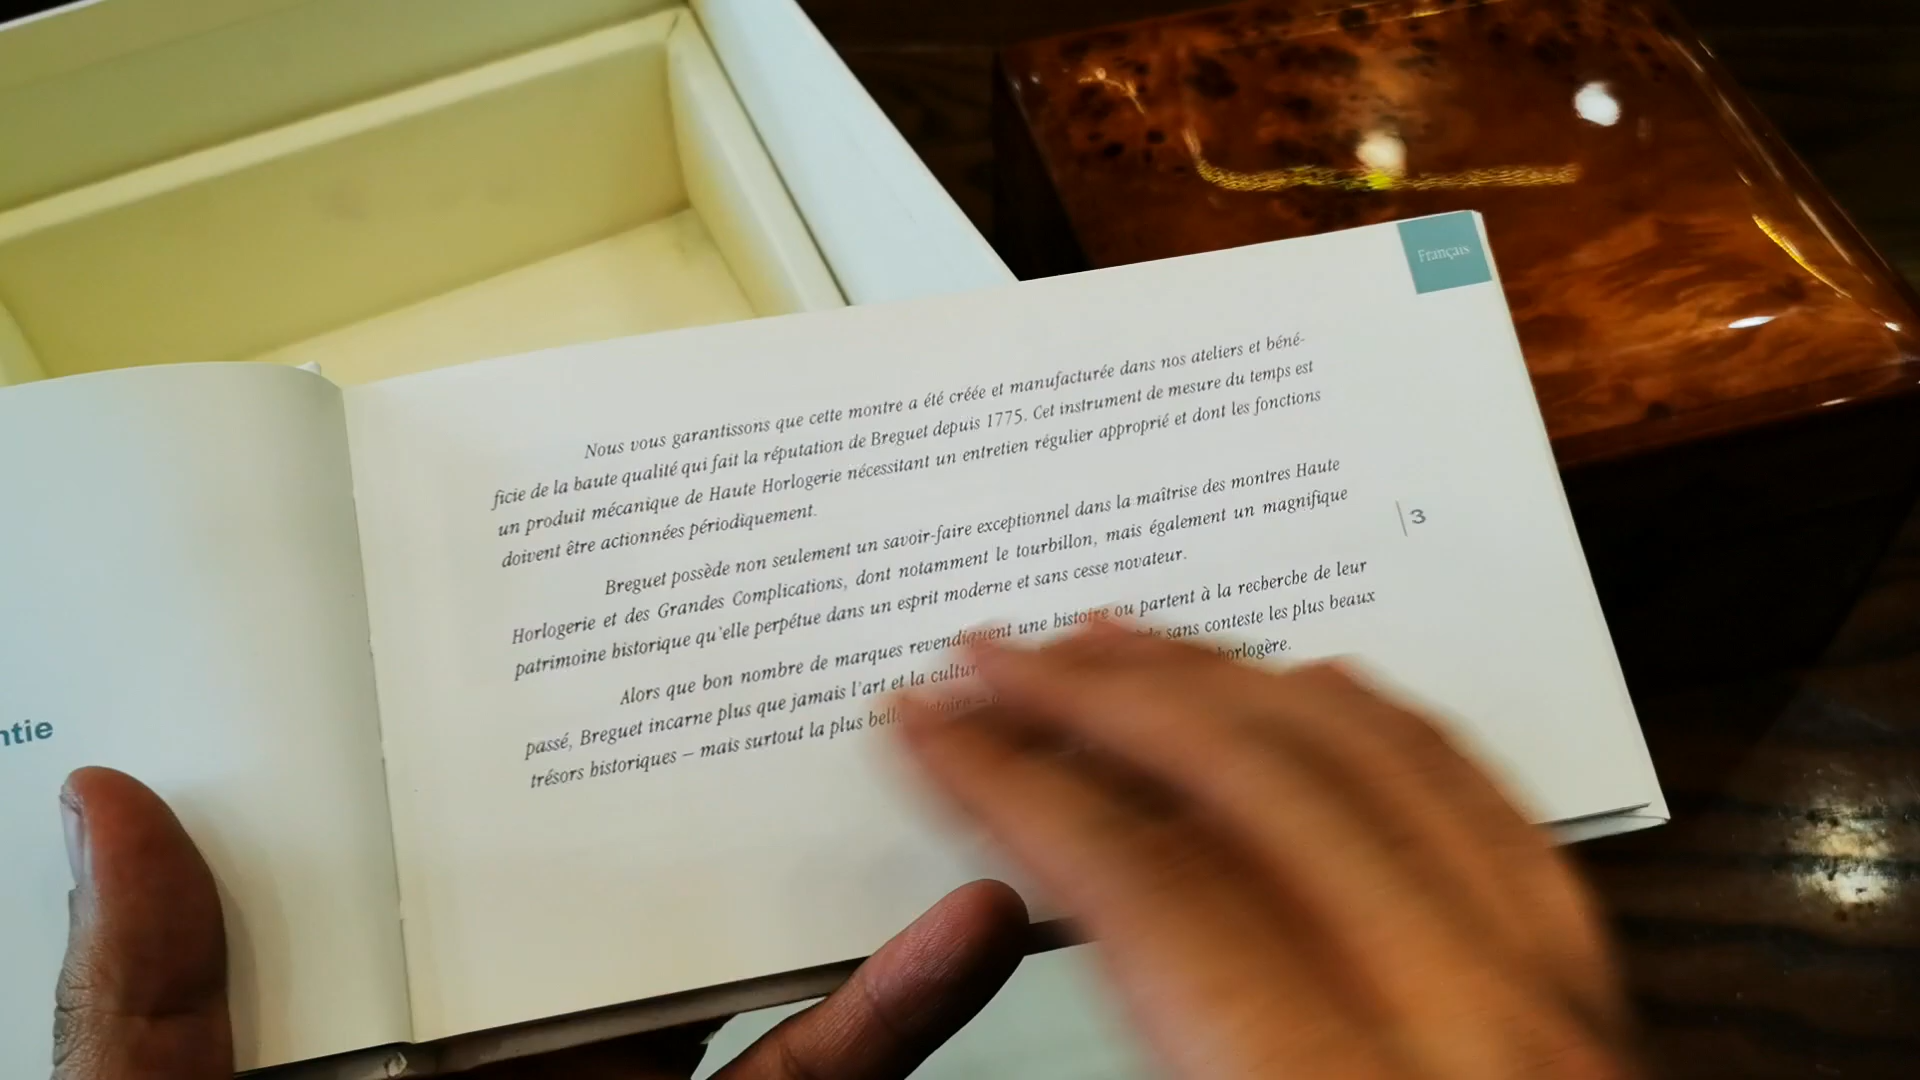 Français
Nous vous garantissons que cette montre a été créée et manufacturée dans nos ateliers et béné-
ficie de la haute qualité qui fait la réputation de Breguet depuis 1775. Cet instrument de mesure du temps est
un produit mécanique de Haute Horlogerie nécessitant un entretien régulier approprié et dont les fonctions
doivent être actionnées périodiquement.
Breguet possède non seulement un savoir-faire exceptionnel dans la maîtrise des montres Haute
Horlogerie et des Grandes Complications, dont notamment le tourbillon, mais également un magnifique
patrimoine historique qu'elle perpétue dans un esprit moderne et sans cesse novateur.
3
Alors que bon nombre de marques revendiquent une histoire ou partent à la recherche de leur
passé, Breguet incarne plus que jamais l'art et la sans conteste les plus beaux
trésors historiques – mais surtout la plus belle horlogère.
ntie